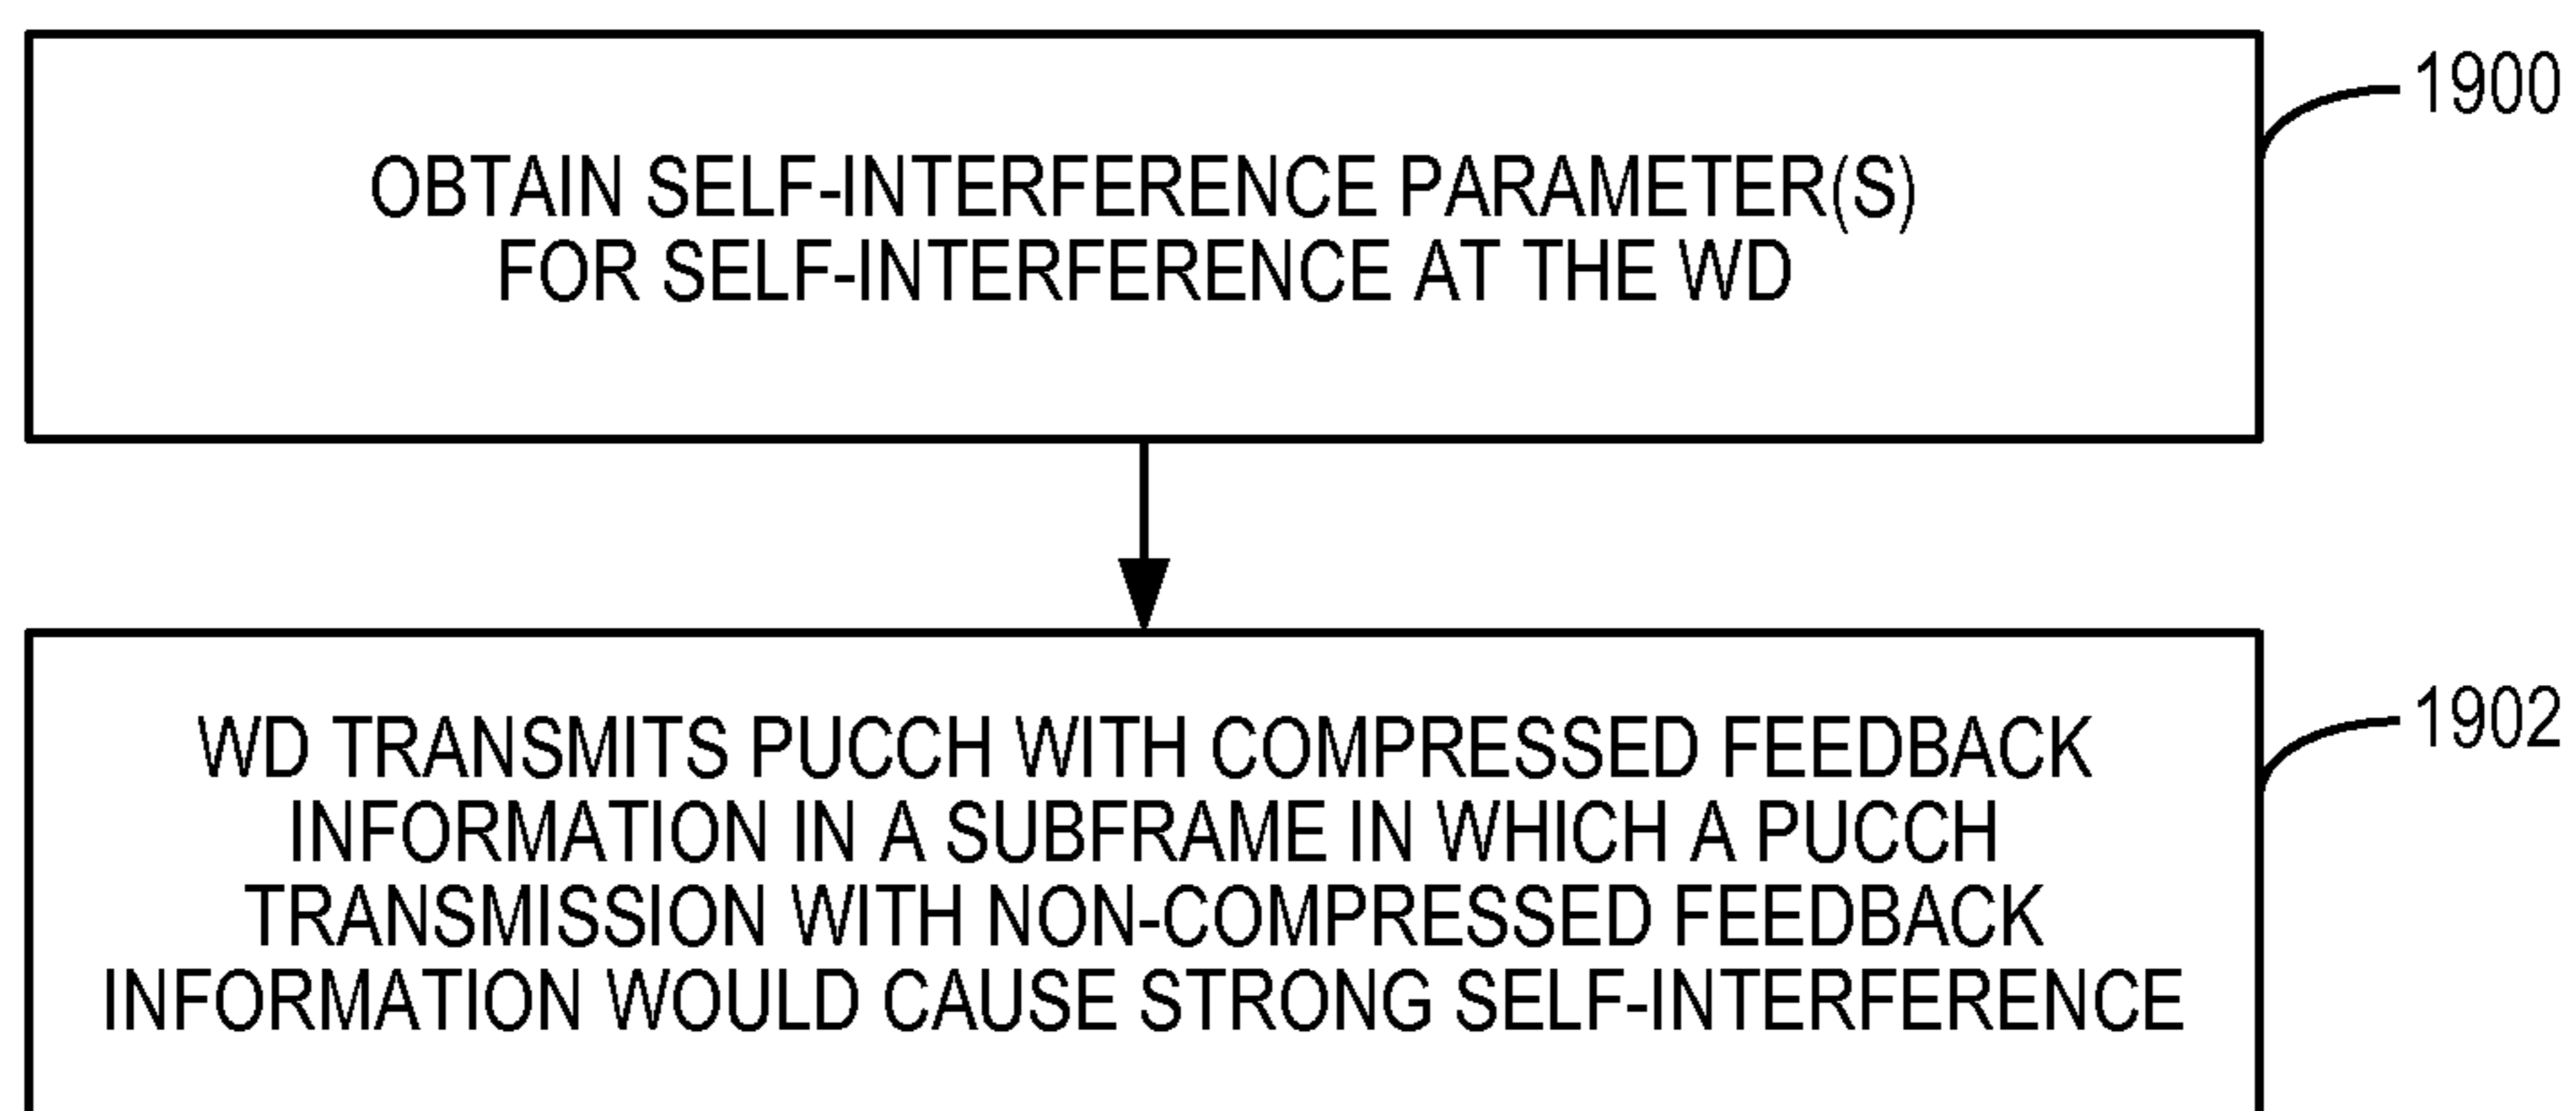 1900
OBTAIN SELF-INTERFERENCE PARAMETER(S)
FOR SELF-INTERFERENCE AT THE WD
1902
WD TRANSMITS PUCCH WITH COMPRESSED FEEDBACK
INFORMATION IN A SUBFRAME IN WHICH A PUCCH
TRANSMISSION WITH NON-COMPRESSED FEEDBACK
INFORMATION WOULD CAUSE STRONG SELF-INTERFERENCE